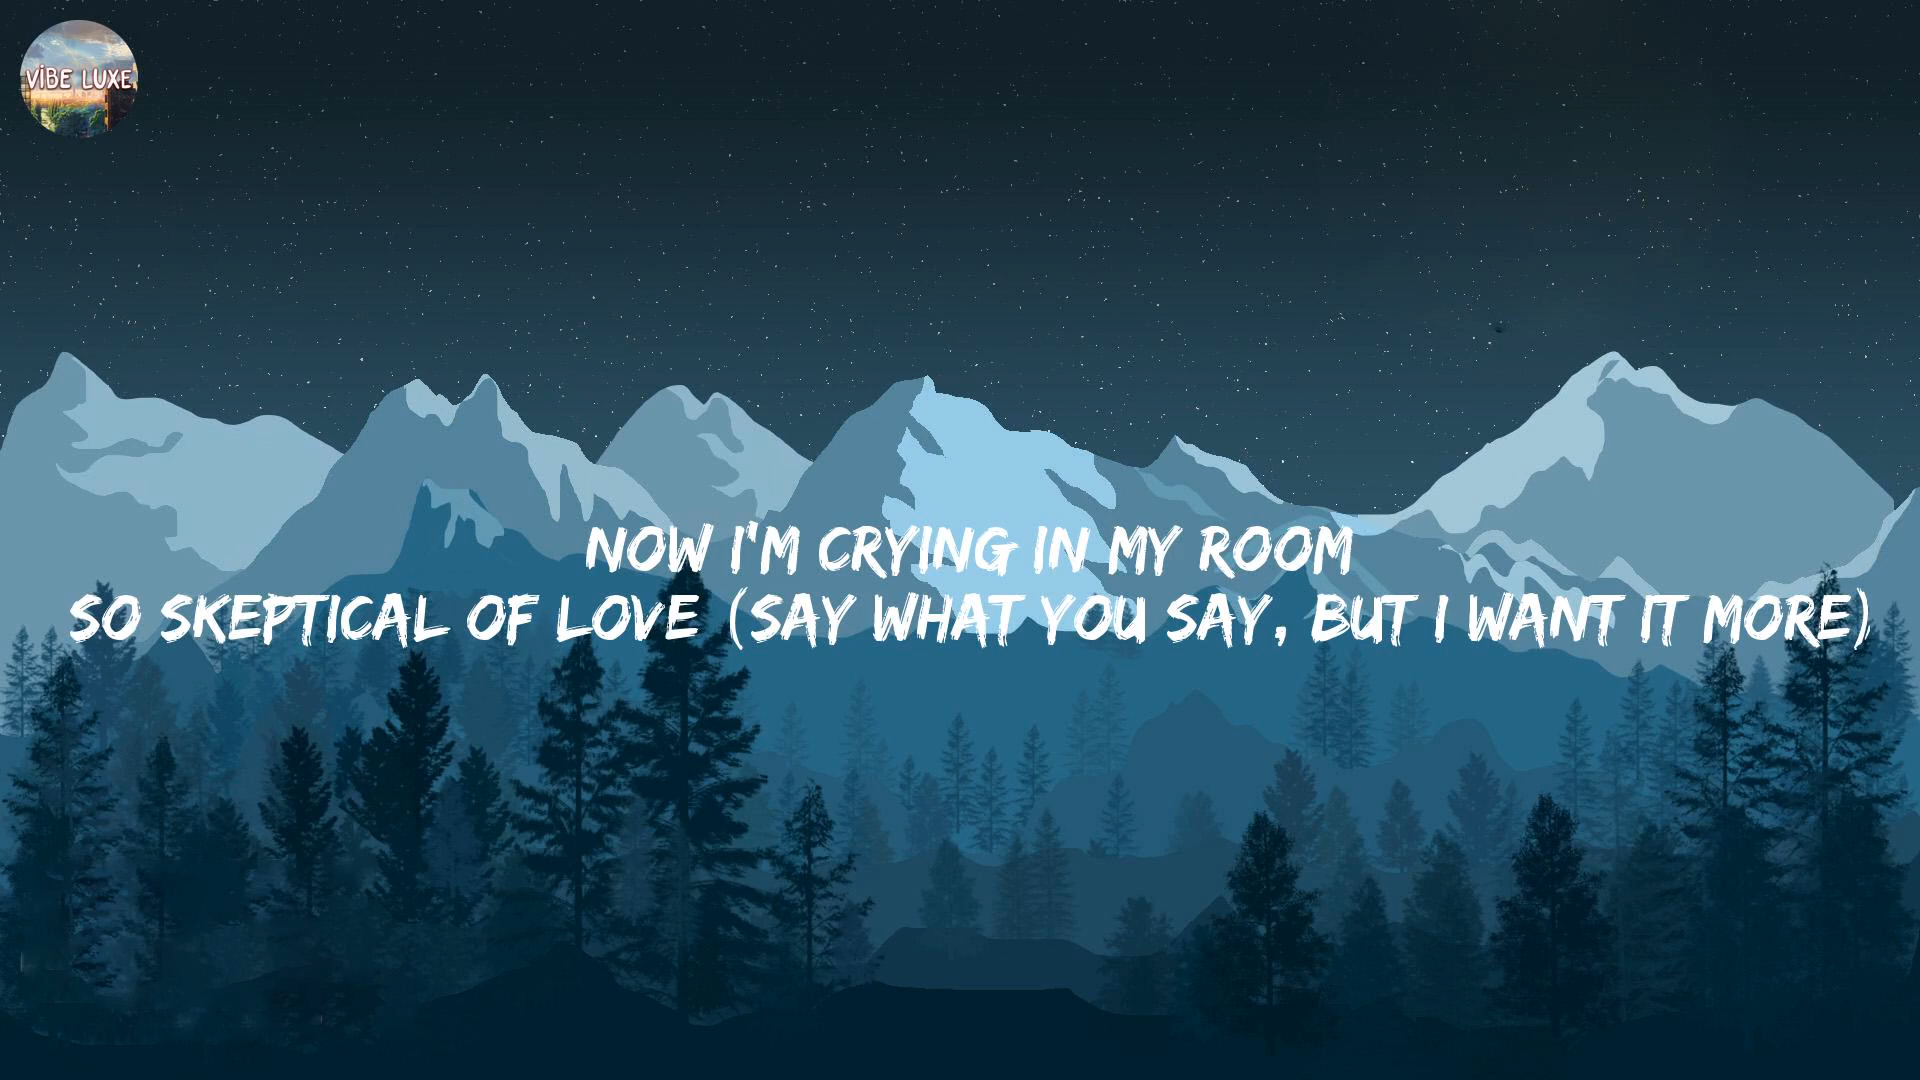 VIBE LUXE
NOW I'M CRYING IN MY ROOM
SO SKEPTICAL OF LOVE (SAY WHAT YOU SAY, BUT I WANT IT MORE)